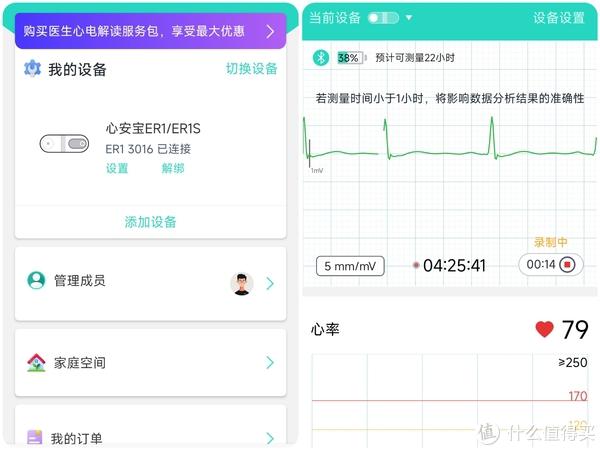 购买医生心电解读服务包，享受最大优惠
我的设备
切换设备
心安宝ER1/ER1S
ER1 3016 已连接
设置
解绑
添加设备
管理成员
家庭空间
我的订单
当前设备
设备设置
38%
预计可测量22小时
若测量时间小于1小时，将影响数据分析结果的准确性
1mV
录制中
5 mm/mV
04:25:41
00:14
心率
79
≥250
170
120
值 什么值得买